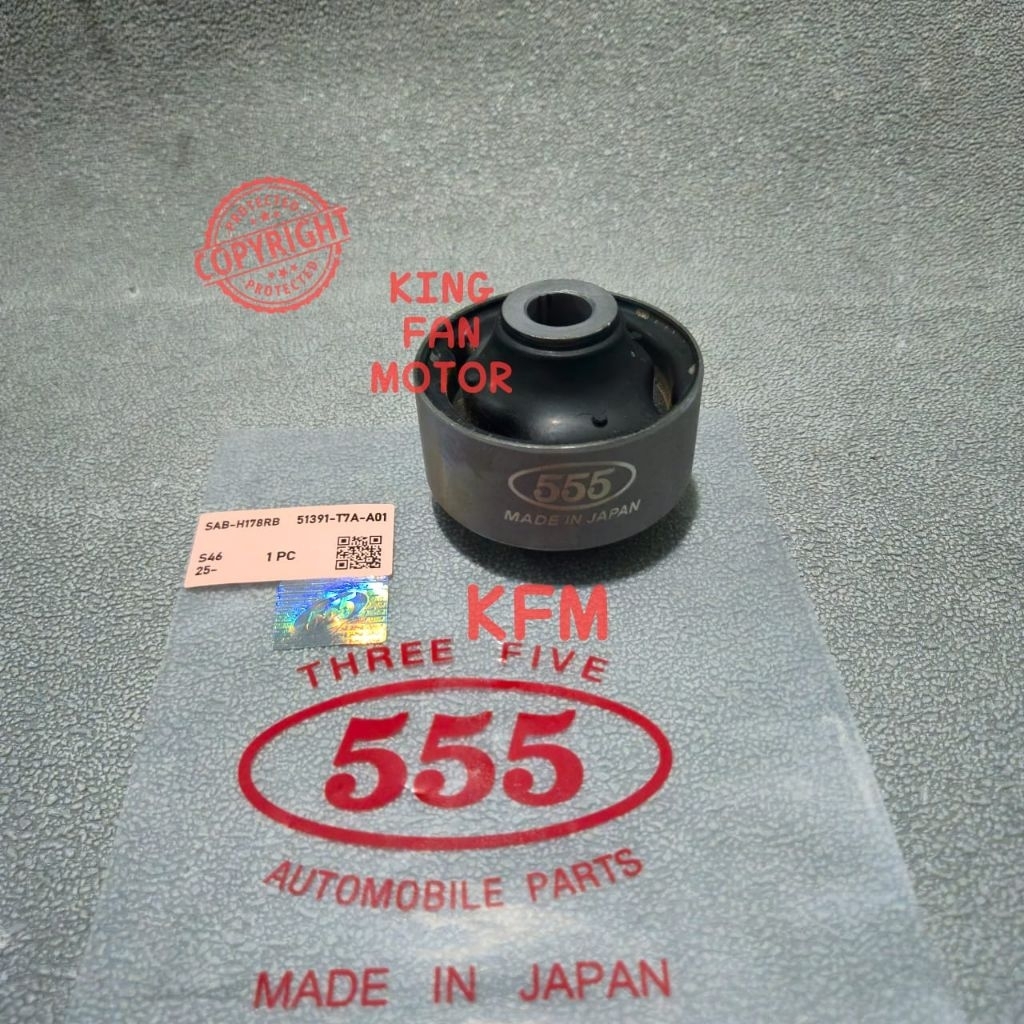 PROTECTED
COPYRIGHT
PROTECTED
KING
FAN
MOTOR
555
MADE IN JAPAN
SAB-H178RB 51391-T7A-A01
S46 1 PC
25-
KFM
THREE FIVE
555
AUTOMOBILE PARTS
MADE IN JAPAN